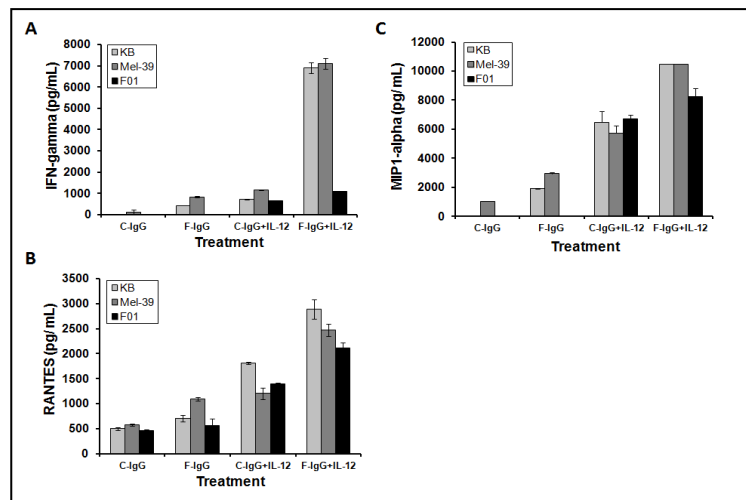 A
IFN-gamma (pg/mL)
8000
7000
6000
5000
4000
3000
2000
1000
0
KB
Mel-39
F01
C-IgG F-IgG C-IgG+IL-12 F-IgG+IL-12
Treatment
B
RANTES (pg/mL)
3500
3000
2500
2000
1500
1000
500
0
KB
Mel-39
F01
C-IgG F-IgG C-IgG+IL-12 F-IgG+IL-12
Treatment
C
MIP1-alpha (pg/mL)
12000
10000
8000
6000
4000
2000
0
KB
Mel-39
F01
C-IgG F-IgG C-IgG+IL-12 F-IgG+IL-12
Treatment